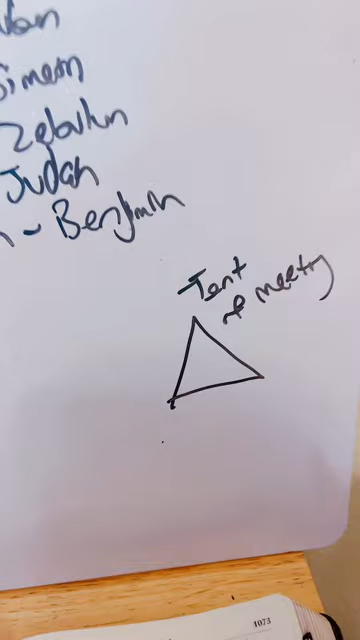 Simeon
Zebulun
Judah
- Benjamin
Tent
of meeting
1073